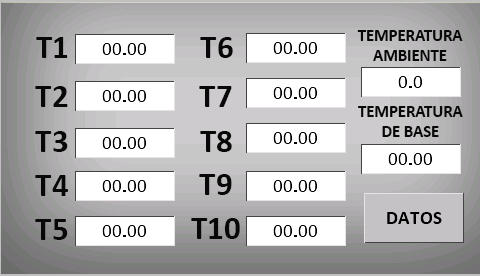 T1 00.00 T6 00.00 TEMPERATURA
AMBIENTE
0.0
T2 00.00 T7 00.00 TEMPERATURA
DE BASE
T3 00.00 T8 00.00
00.00
T4 00.00 T9 00.00
T5 00.00 T10 00.00 DATOS